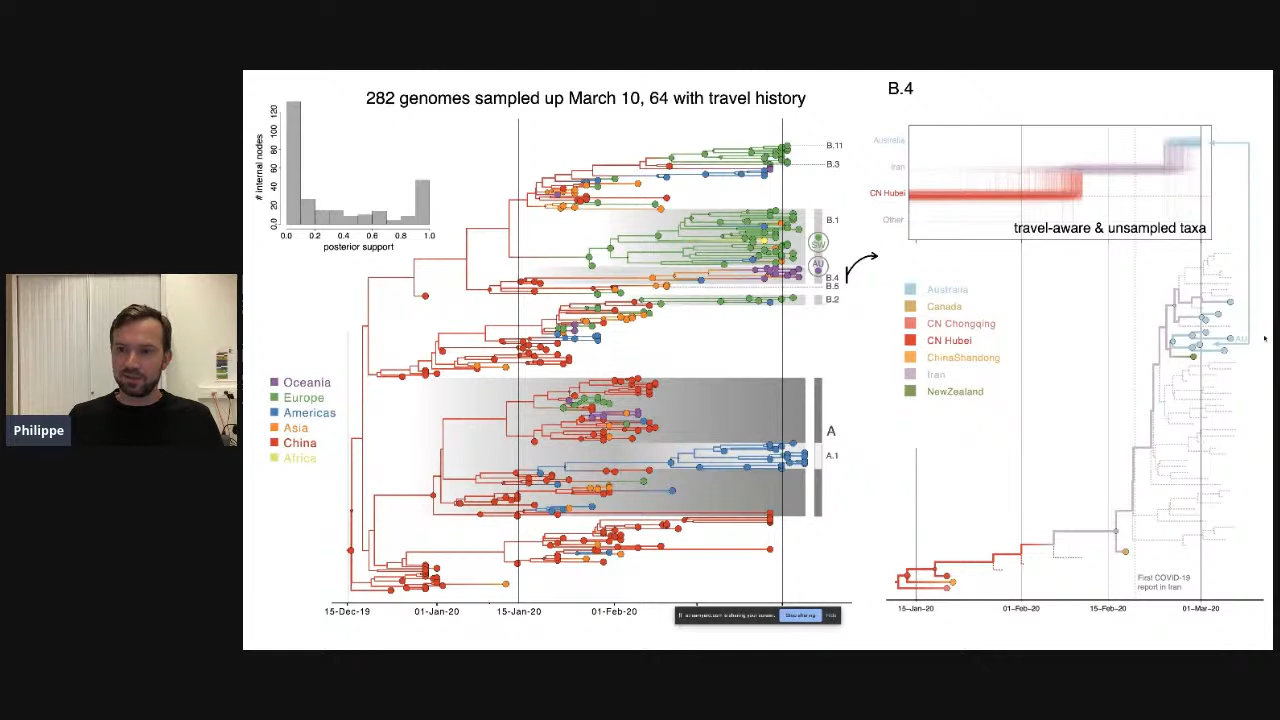 282 genomes sampled up March 10, 64 with travel history
# internal nodes
0.0
20
40
60
80
100
120
0.0 0.2 0.4 0.6 0.8 1.0
posterior support
B.11
B.3
B.1
SW
AU
B.4
B.5
B.2
A
A.1
Oceania
Europe
Americas
Asia
China
Africa
15-Dec-19 01-Jan-20 15-Jan-20 01-Feb-20
Stop sharing Hide
B.4
Australia
Iran
CN Hubei
Other
travel-aware & unsampled taxa
Australia
Canada
CN Chongqing
CN Hubei
ChinaShandong
Iran
NewZealand
AU
First COVID-19
report in Iran
15-Jan-20 01-Feb-20 15-Feb-20 01-Mar-20
Philippe